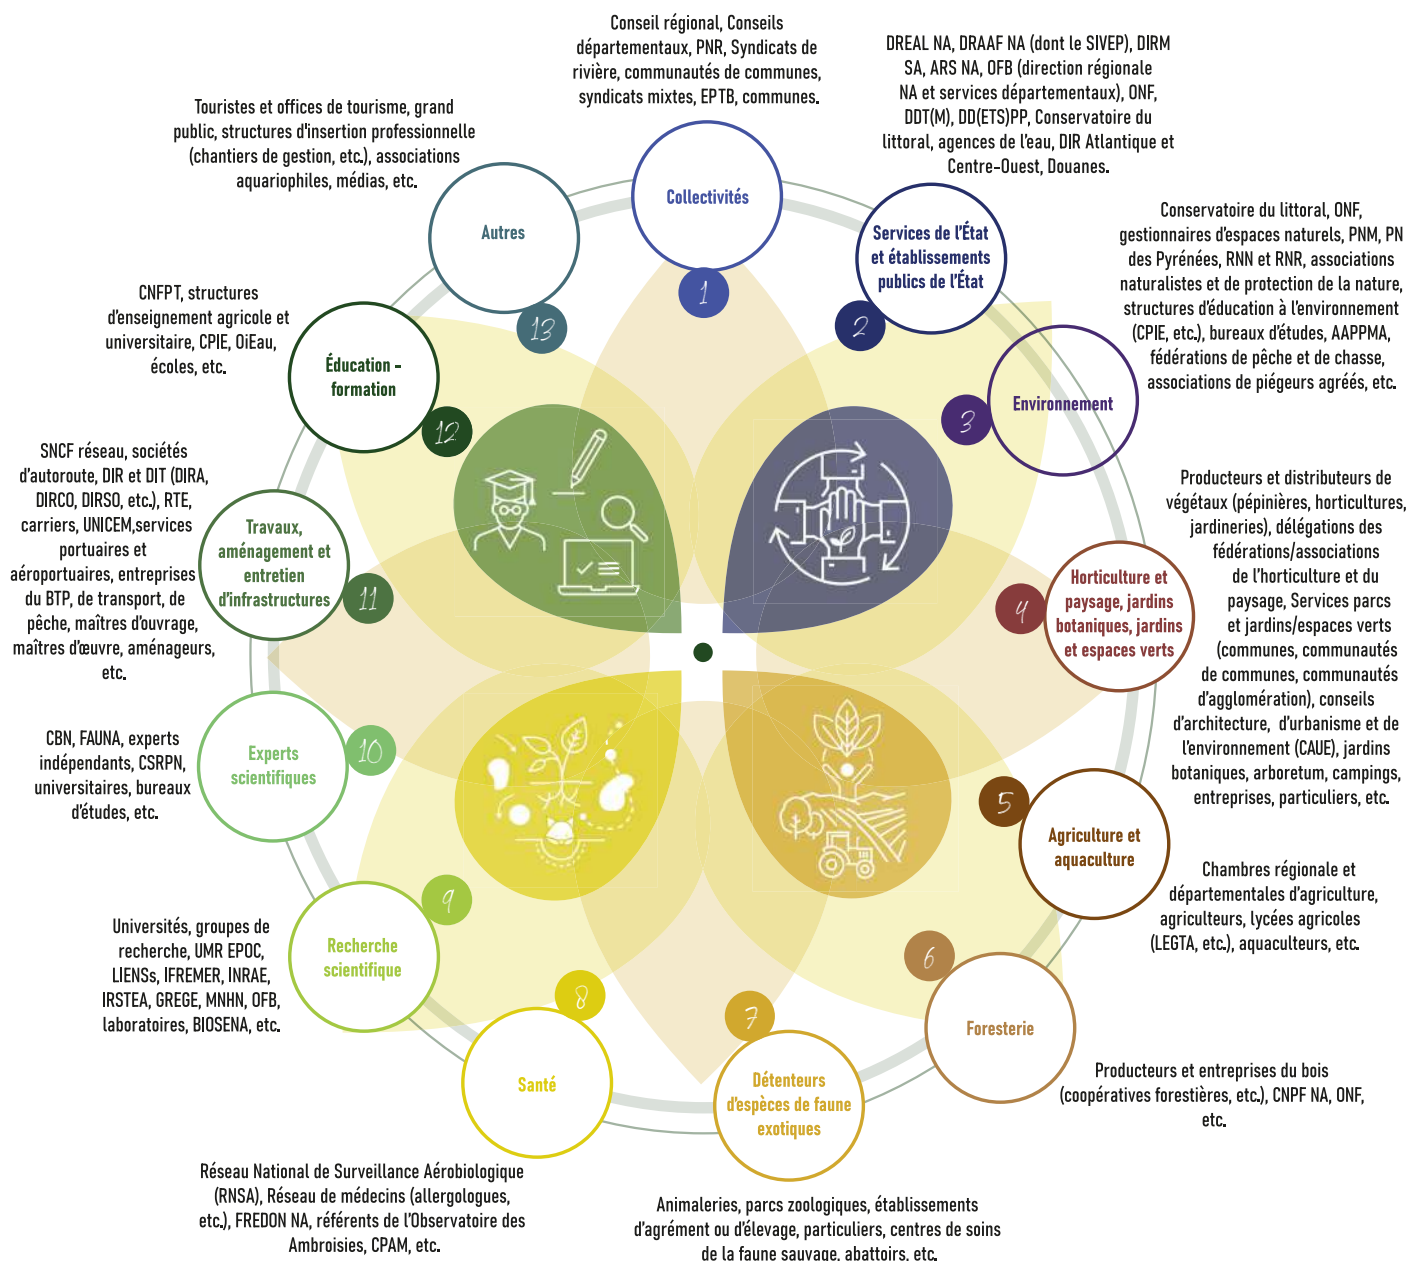 Conseil régional, Conseils
départementaux, PNR, Syndicats de
rivière, communautés de communes,
syndicats mixtes, EPTB, communes.
Collectivités
1
DREAL NA, DRAAF NA (dont le SIVEP), DIRM
SA, ARS NA, OFB (direction régionale
NA et services départementaux), ONF,
DDT(M), DD(ETS)PP, Conservatoire du
littoral, agences de l'eau, DIR Atlantique et
Centre-Ouest, Douanes.
Services de l'État
et établissements
publics de l'État
2
Conservatoire du littoral, ONF,
gestionnaires d'espaces naturels, PNM, PN
des Pyrénées, RNN et RNR, associations
naturalistes et de protection de la nature,
structures d'éducation à l'environnement
(CPIE, etc.), bureaux d'études, AAPPMA,
fédérations de pêche et de chasse,
associations de piégeurs agréés, etc.
Environnement
3
Producteurs et distributeurs de
végétaux (pépinières, horticultures,
jardineries), délégations des
fédérations/associations
de l'horticulture et du
paysage, Services parcs
et jardins/espaces verts
(communes, communautés
de communes, communautés
d'agglomération), conseils
d'architecture, d'urbanisme et de
l'environnement (CAUE), jardins
botaniques, arboretum, campings,
entreprises, particuliers, etc.
Horticulture et
paysage, jardins
botaniques, jardins
et espaces verts
4
Agriculture et
aquaculture
5
Chambres régionale et
départementales d'agriculture,
agriculteurs, lycées agricoles
(LEGTA, etc.), aquaculteurs, etc.
Foresterie
6
Producteurs et entreprises du bois
(coopératives forestières, etc.), CNPF NA, ONF,
etc.
Détenteurs
d'espèces de faune
exotiques
7
Animaleries, parcs zoologiques, établissements
d'agrément ou d'élevage, particuliers, centres de soins
de la faune sauvage, abattoirs, etc.
Santé
8
Réseau National de Surveillance Aérobiologique
(RNSA), Réseau de médecins (allergologues,
etc.), FREDON NA, référents de l'Observatoire des
Ambroisies, CPAM, etc.
Recherche
scientifique
9
Universités, groupes de
recherche, UMR EPOC,
LIENSs, IFREMER, INRAE,
IRSTEA, GREGE, MNHN, OFB,
laboratoires, BIOSENA, etc.
Experts
scientifiques
10
CBN, FAUNA, experts
indépendants, CSRPN,
universitaires, bureaux
d'études, etc.
Travaux,
aménagement et
entretien
d'infrastructures
11
SNCF réseau, sociétés
d'autoroute, DIR et DIT (DIRA,
DIRCO, DIRSO, etc.), RTE,
carriers, UNICEM,services
portuaires et
aéroportuaires, entreprises
du BTP, de transport, de
pêche, maîtres d'ouvrage,
maîtres d'œuvre, aménageurs,
etc.
Éducation -
formation
12
CNFPT, structures
d'enseignement agricole et
universitaire, CPIE, OiEau,
écoles, etc.
Autres
13
Touristes et offices de tourisme, grand
public, structures d'insertion professionnelle
(chantiers de gestion, etc.), associations
aquariophiles, médias, etc.